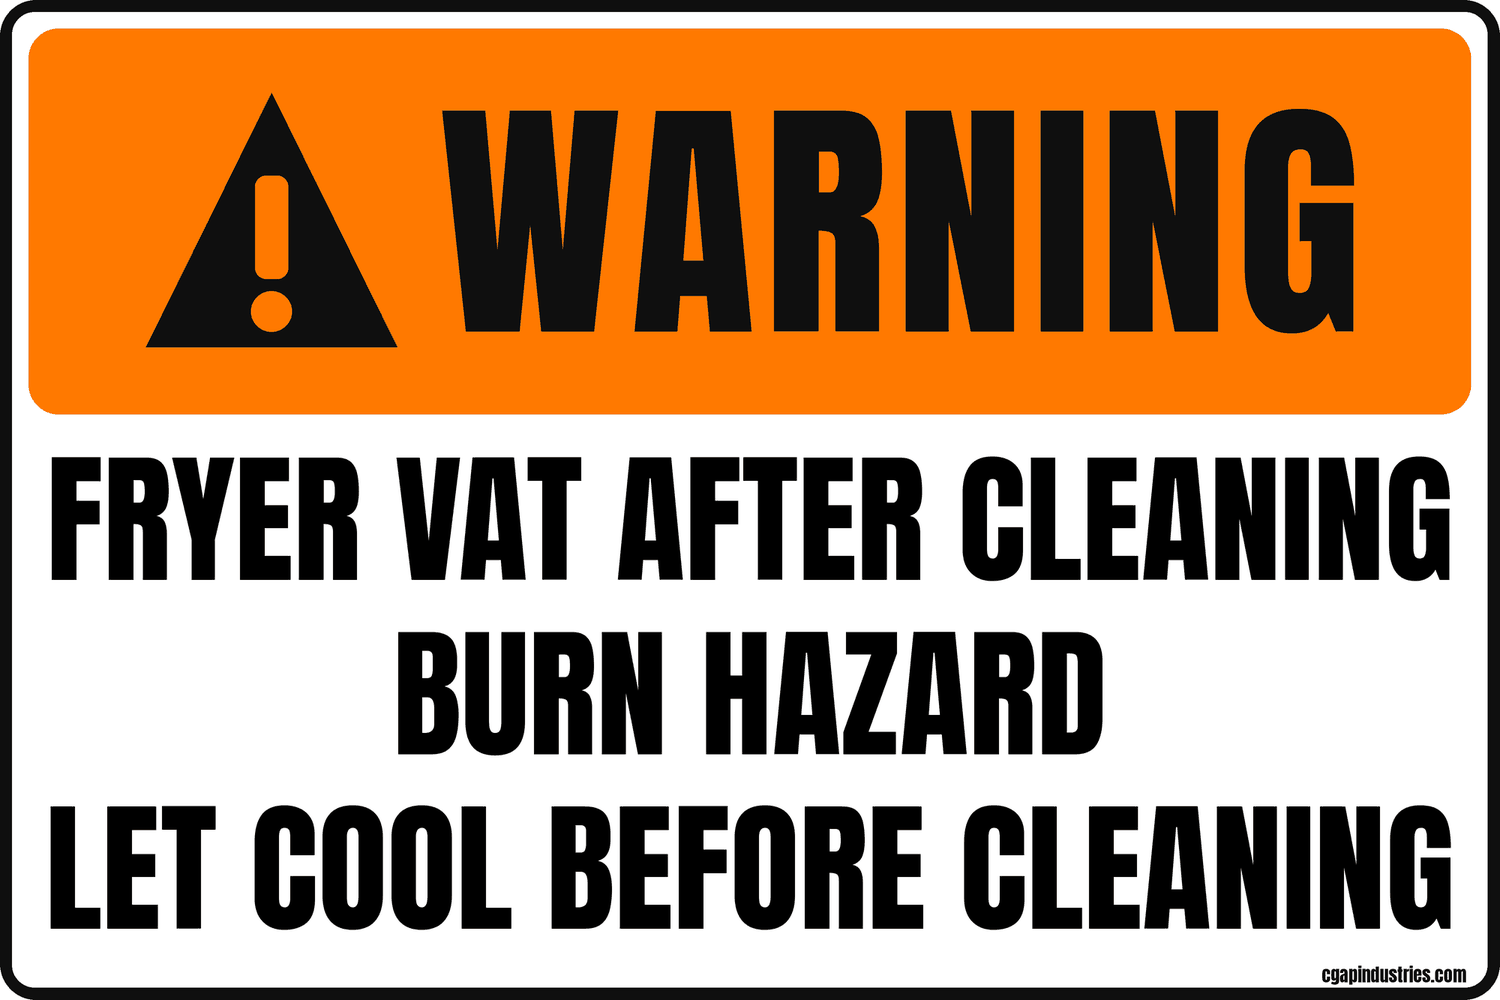 WARNING
FRYER VAT AFTER CLEANING
BURN HAZARD
LET COOL BEFORE CLEANING
cgapindustries.com